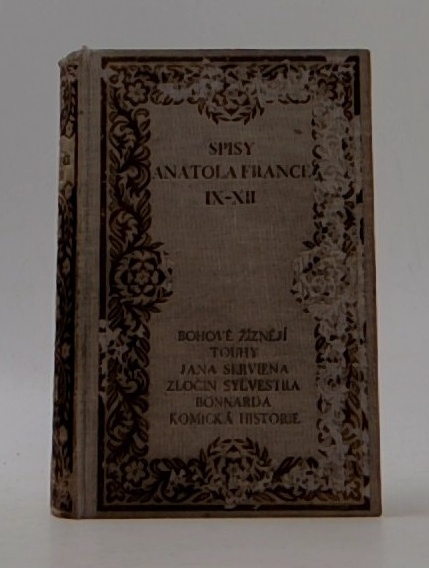 SPISY
ANATOLA FRANCE
IX-XII
BOHOVÉ ŽÍZNĚJÍ
TOUHY
JANA SERVIENA
ZLOČIN SYLVESTRA
BONNARDA
KOMICKÁ HISTORIE